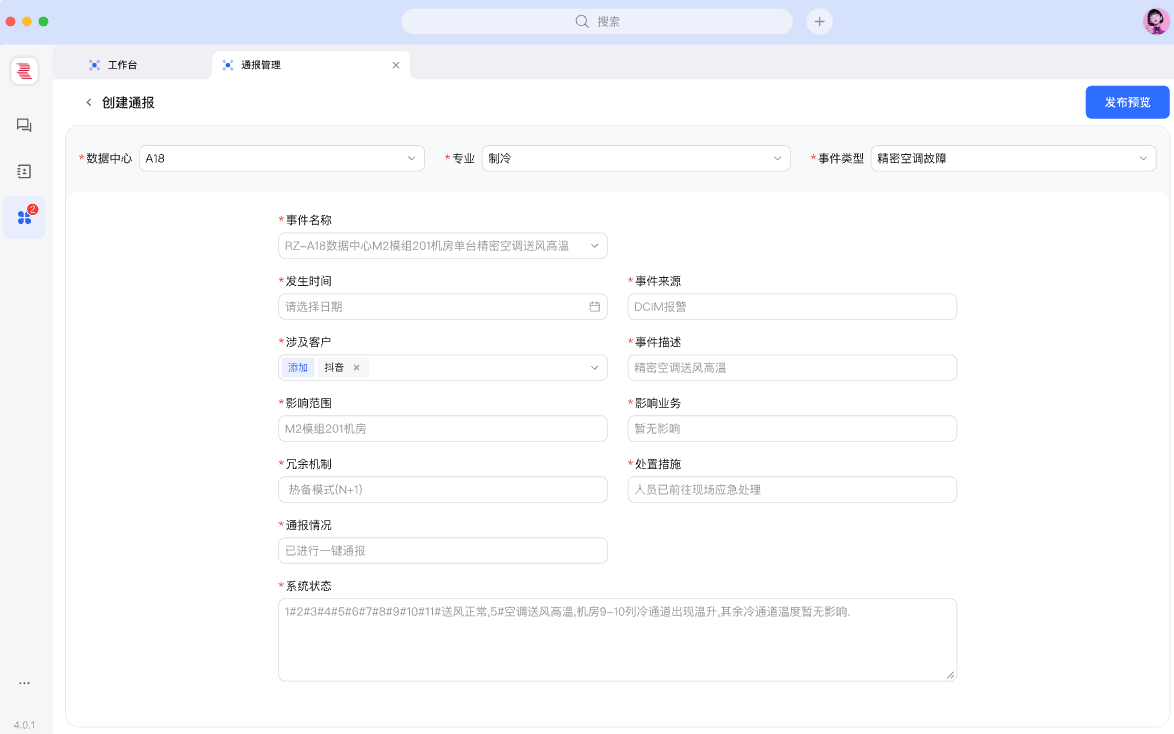 搜索
工作台
通报管理
创建通报
发布预览
*数据中心 A18 *专业 制冷 *事件类型 精密空调故障
2
*事件名称
RZ-A18数据中心M2模组201机房单台精密空调送风高温
*发生时间 *事件来源
请选择日期 DCIM报警
*涉及客户 *事件描述
添加 抖音 精密空调送风高温
*影响范围 *影响业务
M2模组201机房 暂无影响
*冗余机制 *处置措施
热备模式(N+1) 人员已前往现场应急处理
*通报情况
已进行一键通报
*系统状态
1#2#3#4#5#6#7#8#9#10#11#送风正常,5#空调送风高温,机房9-10列冷通道出现温升,其余冷通道温度暂无影响.
4.0.1